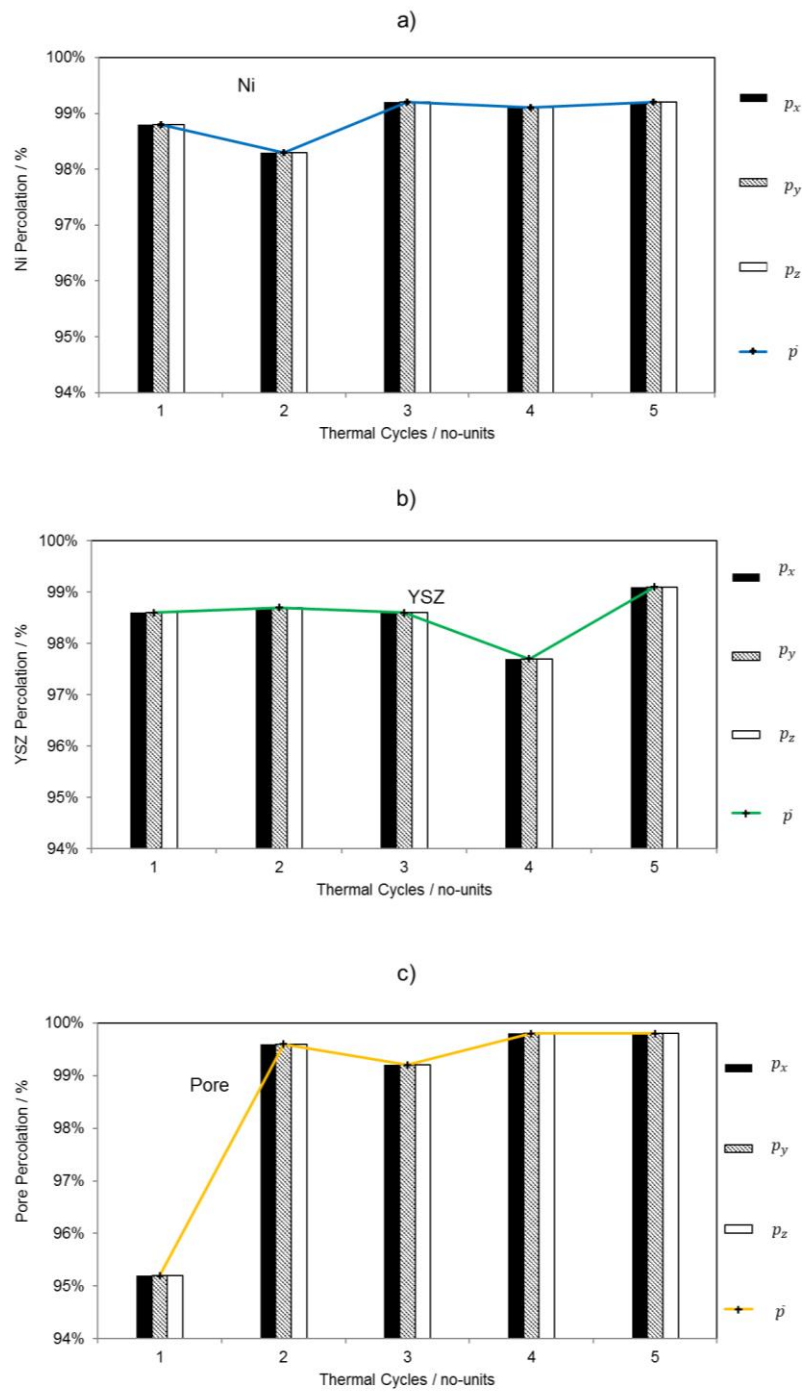 a)
100%
99%
98%
97%
96%
95%
94%
Ni Percolation / %
Ni
1 2 3 4 5
Thermal Cycles / no-units
pₓ
p_y
p_z
p̄
b)
100%
99%
98%
97%
96%
95%
94%
YSZ Percolation / %
YSZ
1 2 3 4 5
Thermal Cycles / no-units
pₓ
p_y
p_z
p̄
c)
100%
99%
98%
97%
96%
95%
94%
Pore Percolation / %
Pore
1 2 3 4 5
Thermal Cycles / no-units
pₓ
p_y
p_z
p̄